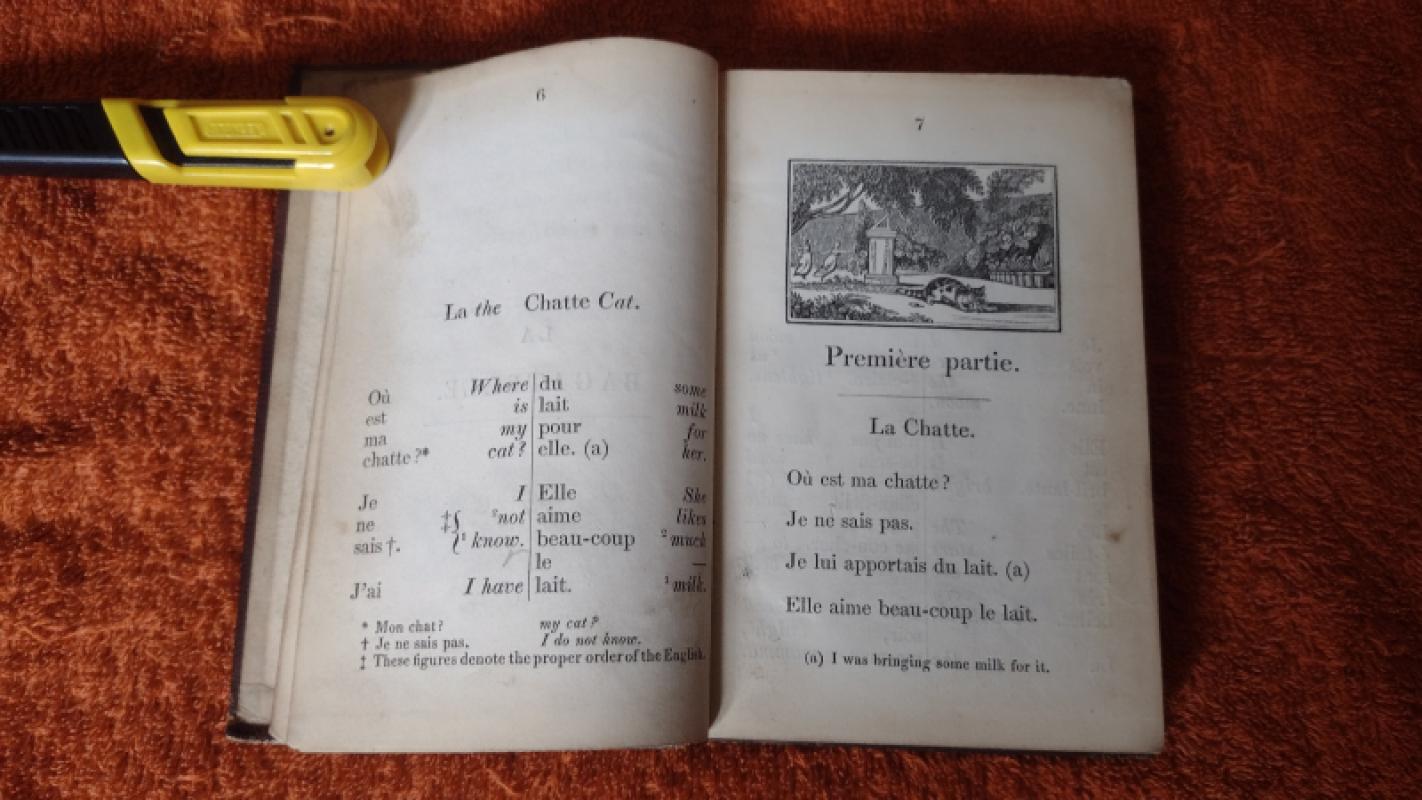 6
La the Chatte Cat.
Où Where du some
est is lait milk
ma my pour for
chatte ?* cat? elle. (a) her.
Je I Elle She
ne ‡{ ²not aime likes
sais †. ¹ know. beau-coup ² much
le —
J'ai I have lait. ¹ milk.
* Mon chat? my cat?
† Je ne sais pas. I do not know.
‡ These figures denote the proper order of the English.
7
Première partie.
La Chatte.
Où est ma chatte?
Je ne sais pas.
Je lui apportais du lait. (a)
Elle aime beau-coup le lait.
(a) I was bringing some milk for it.